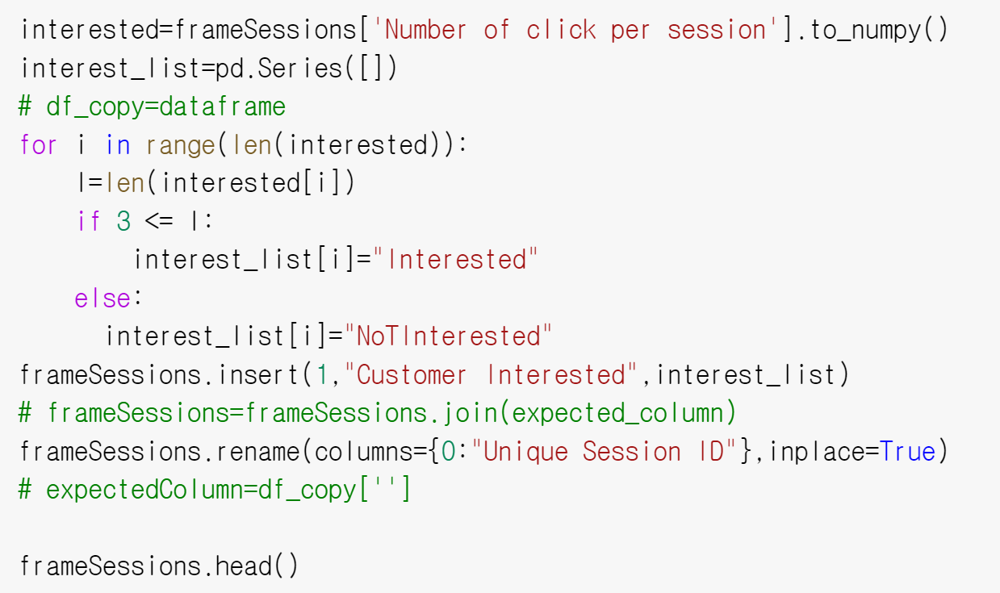 interested=frameSessions['Number of click per session'].to_numpy()
interest_list=pd.Series([])
# df_copy=dataframe
for i in range(len(interested)):
    l=len(interested[i])
    if 3 <= l:
        interest_list[i]="Interested"
    else:
      interest_list[i]="NoTInterested"
frameSessions.insert(1,"Customer Interested",interest_list)
# frameSessions=frameSessions.join(expected_column)
frameSessions.rename(columns={0:"Unique Session ID"},inplace=True)
# expectedColumn=df_copy['']

frameSessions.head()